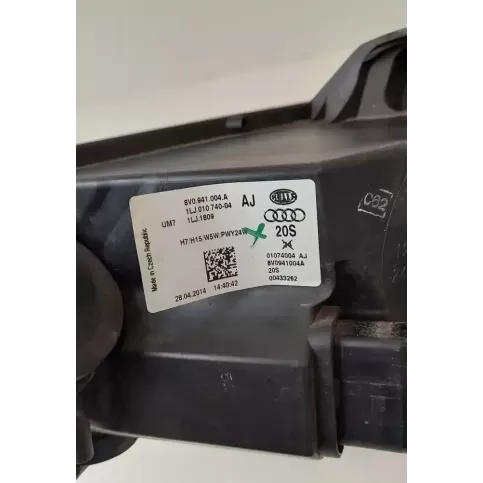 8V0.941.004.A
1LJ 010 740-04
AJ
HELLA
UM7
1LJ.1809
20S
H7/H15/W5W,PWY24W
Made in Czech Republic
01074004 AJ
8V0941004A
20S
00433262
28.04.2014 14:40:42
C62